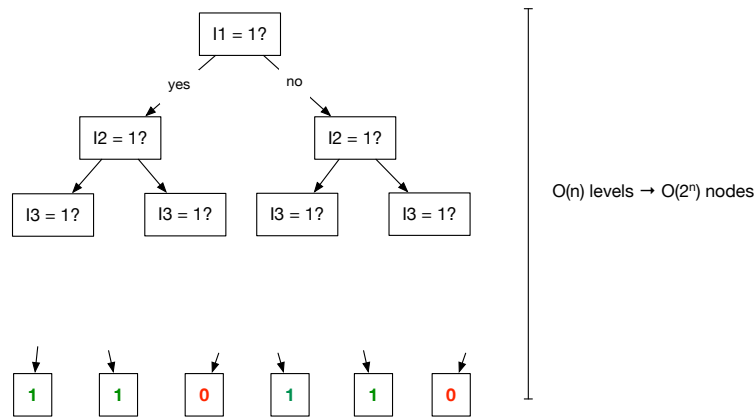 I1 = 1?
yes
no
I2 = 1?
I2 = 1?
I3 = 1?
I3 = 1?
I3 = 1?
I3 = 1?
O(n) levels → O(2ⁿ) nodes
1
1
0
1
1
0